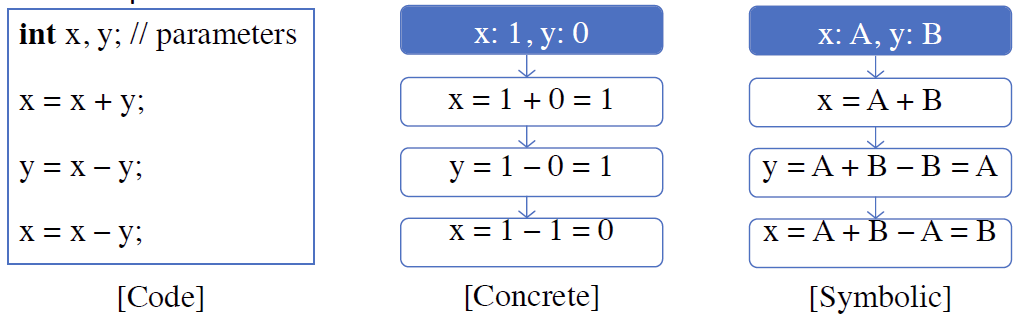 int x, y; // parameters
x = x + y;
y = x – y;
x = x – y;
[Code]
x: 1, y: 0
x = 1 + 0 = 1
y = 1 – 0 = 1
x = 1 – 1 = 0
[Concrete]
x: A, y: B
x = A + B
y = A + B – B = A
x = A + B – A = B
[Symbolic]